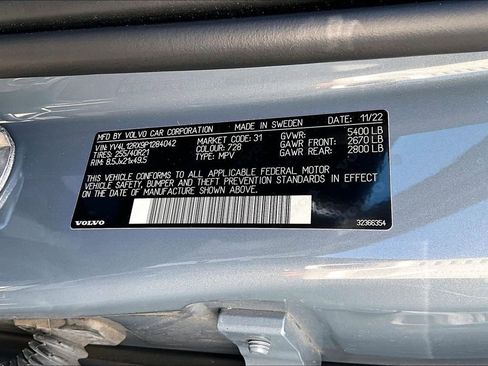 MFD BY VOLVO CAR CORPORATION MADE IN SWEDEN DATE: 11/22
VIN: YV4L12RX9P1284042 MARKET CODE: 31 GVWR: 5400 LB
TIRES: 255/40R21 COLOUR: 728 GAWR FRONT: 2670 LB
RIM: 8.5Jx21x49.5 TYPE: MPV GAWR REAR: 2800 LB
THIS VEHICLE CONFORMS TO ALL APPLICABLE FEDERAL MOTOR
VEHICLE SAFETY, BUMPER AND THEFT PREVENTION STANDARDS IN EFFECT
ON THE DATE OF MANUFACTURE SHOWN ABOVE.
VOLVO 32366354